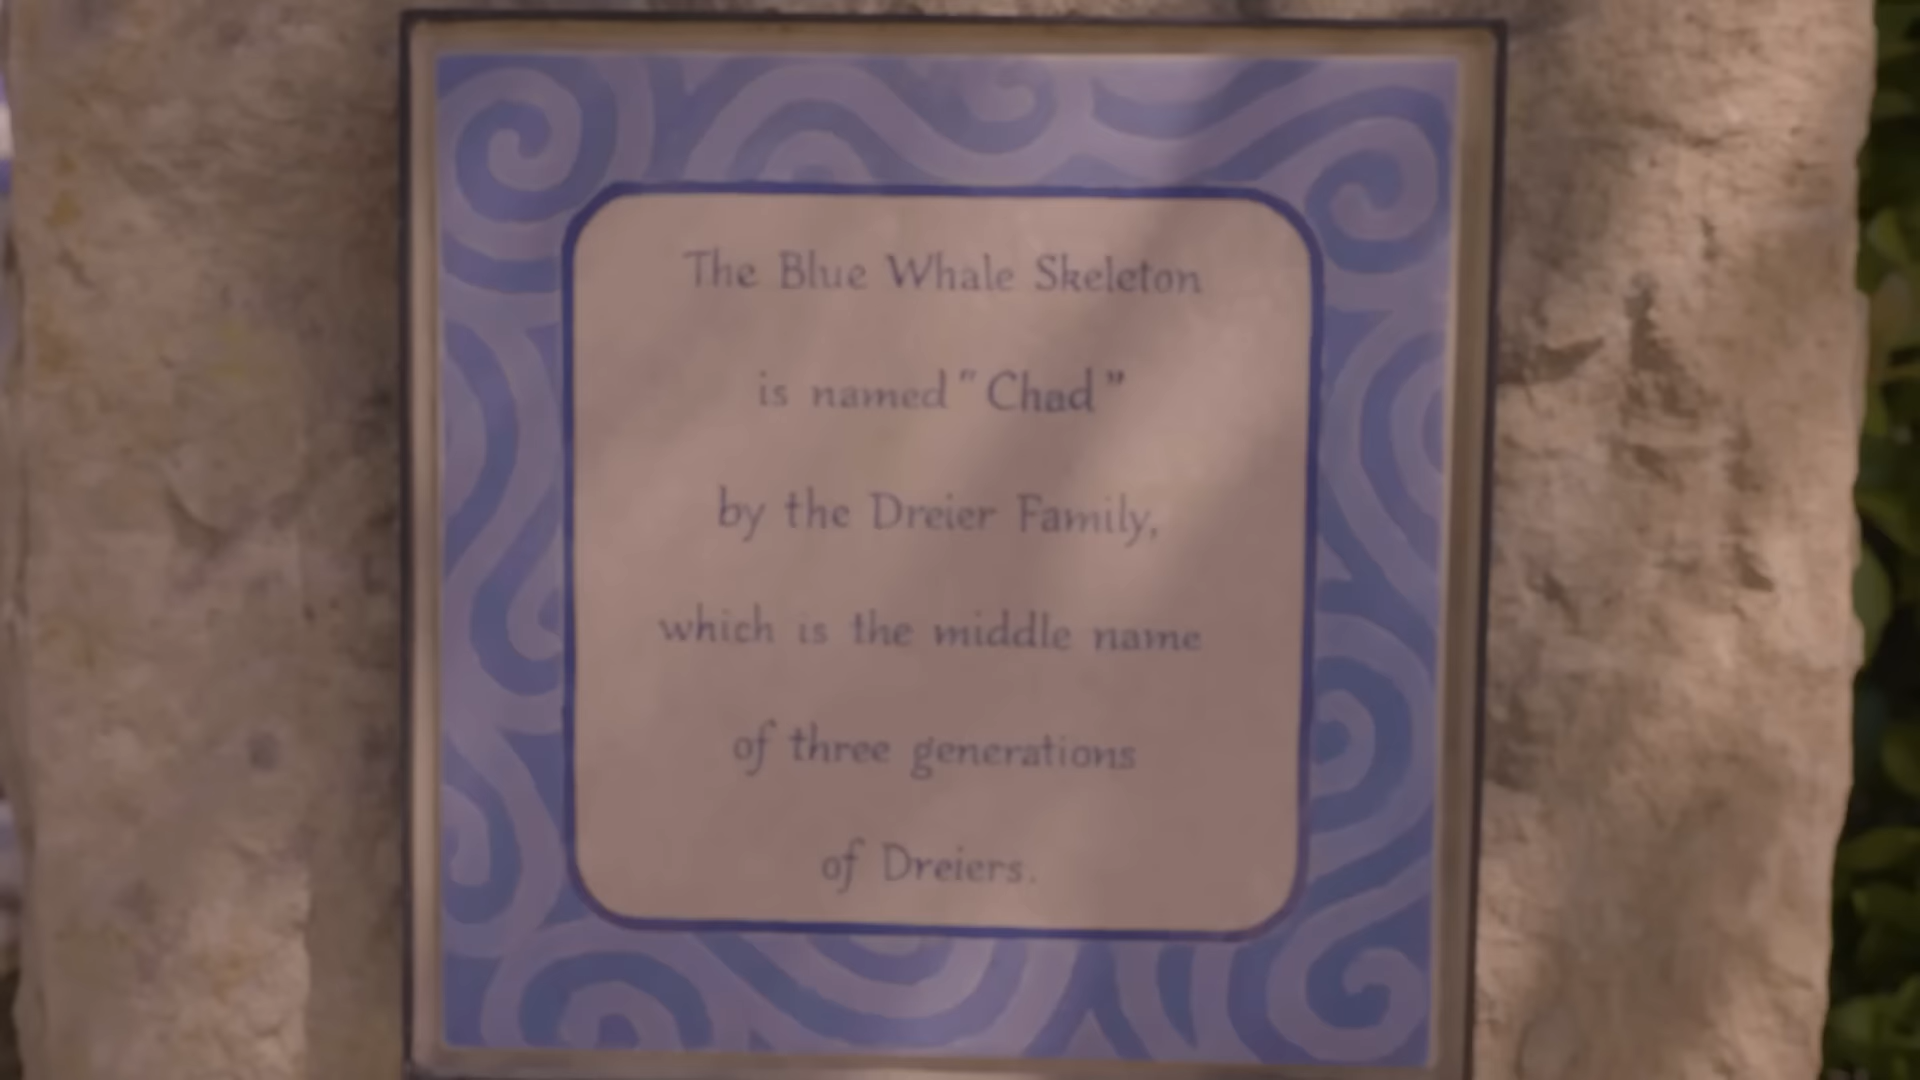 The Blue Whale Skeleton
is named "Chad"
by the Dreier Family,
which is the middle name
of three generations
of Dreiers.